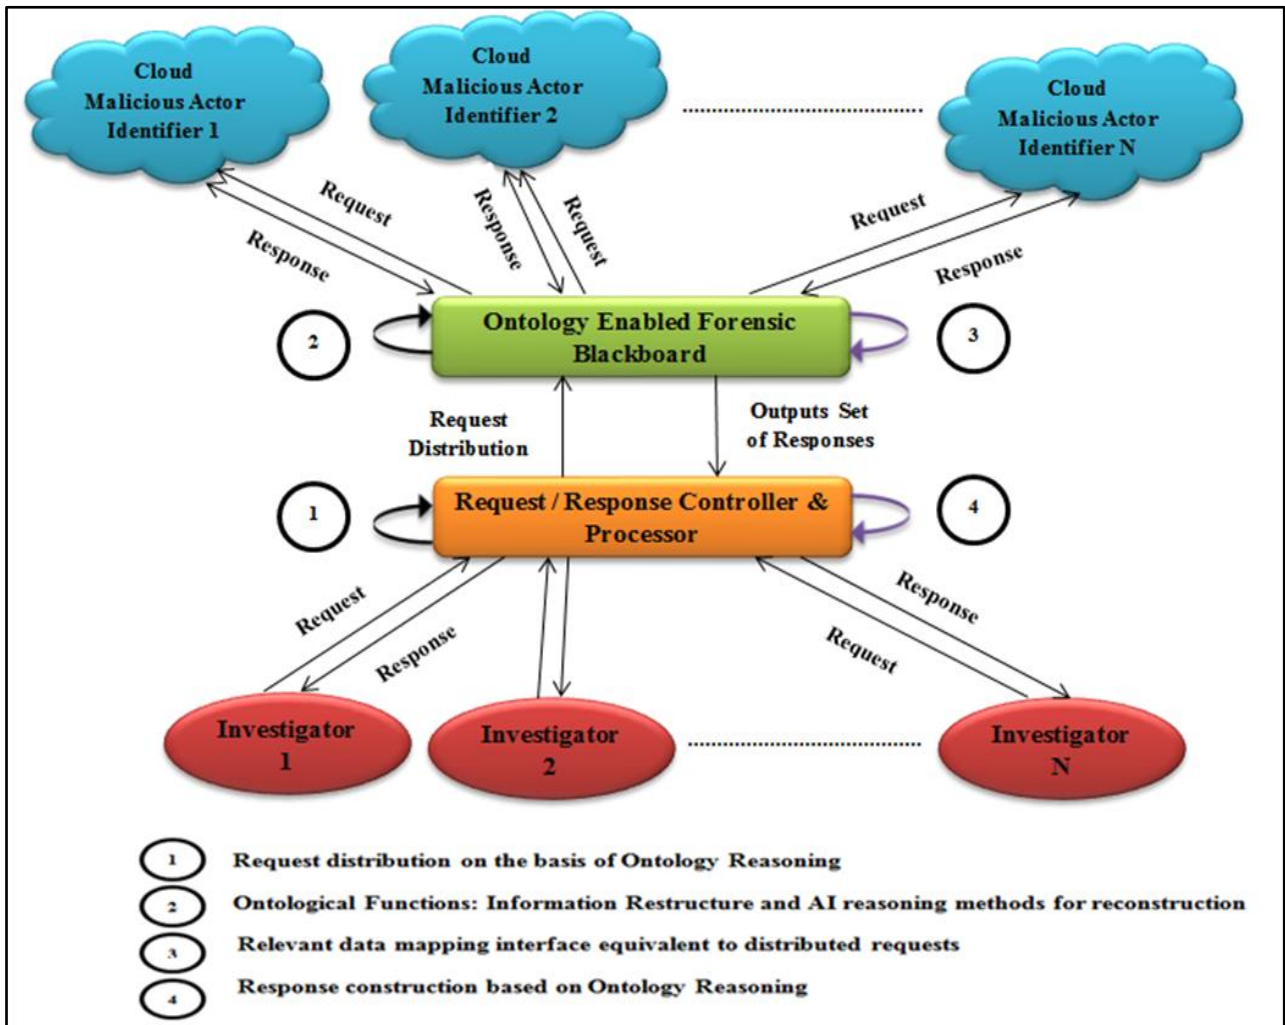 Cloud
Malicious Actor
Identifier 1
Cloud
Malicious Actor
Identifier 2
Cloud
Malicious Actor
Identifier N
Request
Response
Response
Request
Request
Response
2
Ontology Enabled Forensic
Blackboard
3
Request
Distribution
Outputs Set
of Responses
1
Request / Response Controller &
Processor
4
Request
Response
Response
Request
Investigator
1
Investigator
2
Investigator
N
1 Request distribution on the basis of Ontology Reasoning
2 Ontological Functions: Information Restructure and AI reasoning methods for reconstruction
3 Relevant data mapping interface equivalent to distributed requests
4 Response construction based on Ontology Reasoning